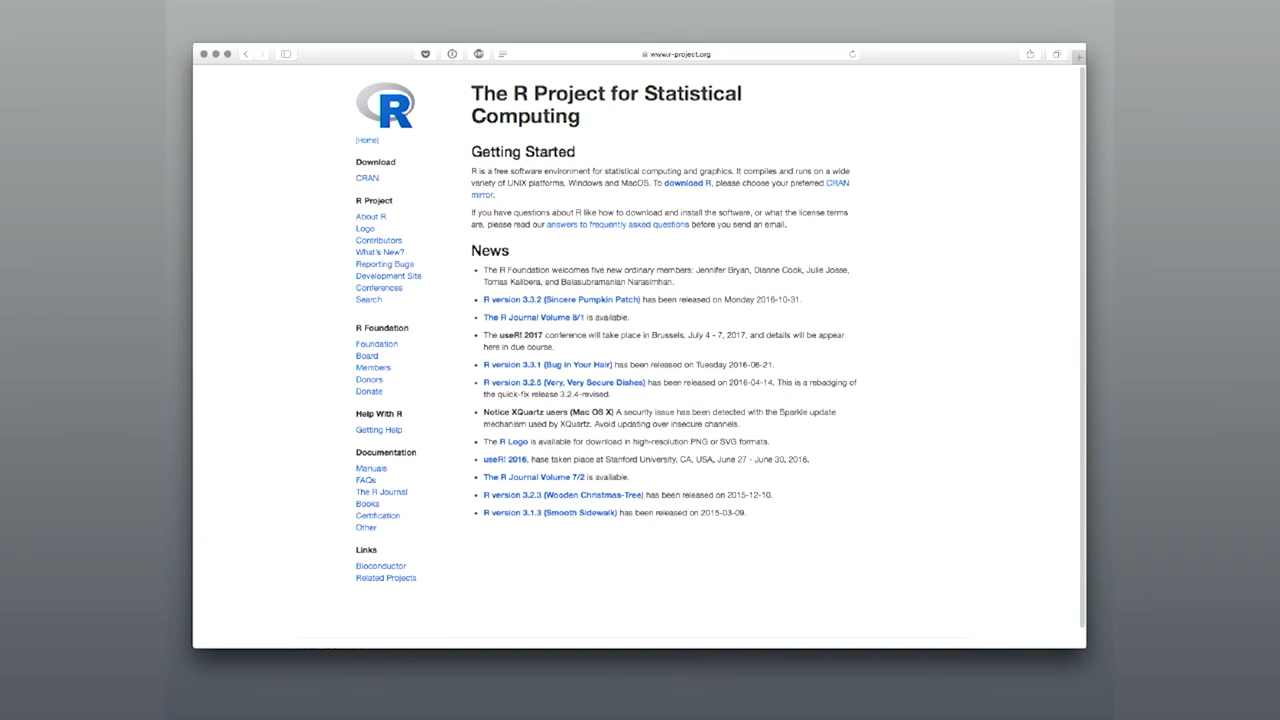 www.r-project.org
R
[Home]
Download
CRAN
R Project
About R
Logo
Contributors
What's New?
Reporting Bugs
Development Site
Conferences
Search
R Foundation
Foundation
Board
Members
Donors
Donate
Help With R
Getting Help
Documentation
Manuals
FAQs
The R Journal
Books
Certification
Other
Links
Bioconductor
Related Projects
The R Project for Statistical
Computing
Getting Started
R is a free software environment for statistical computing and graphics. It compiles and runs on a wide
variety of UNIX platforms, Windows and MacOS. To download R, please choose your preferred CRAN
mirror.
If you have questions about R like how to download and install the software, or what the license terms
are, please read our answers to frequently asked questions before you send an email.
News
The R Foundation welcomes five new ordinary members: Jennifer Bryan, Dianne Cook, Julie Josse,
Tomas Kalibera, and Balasubramanian Narasimhan.
R version 3.3.2 (Sincere Pumpkin Patch) has been released on Monday 2016-10-31.
The R Journal Volume 8/1 is available.
The useR! 2017 conference will take place in Brussels, July 4 - 7, 2017, and details will be appear
here in due course.
R version 3.3.1 (Bug in Your Hair) has been released on Tuesday 2016-06-21.
R version 3.2.5 (Very, Very Secure Dishes) has been released on 2016-04-14. This is a rebadging of
the quick-fix release 3.2.4-revised.
Notice XQuartz users (Mac OS X) A security issue has been detected with the Sparkle update
mechanism used by XQuartz. Avoid updating over insecure channels.
The R Logo is available for download in high-resolution PNG or SVG formats.
useR! 2016, hase taken place at Stanford University, CA, USA, June 27 - June 30, 2016.
The R Journal Volume 7/2 is available.
R version 3.2.3 (Wooden Christmas-Tree) has been released on 2015-12-10.
R version 3.1.3 (Smooth Sidewalk) has been released on 2015-03-09.